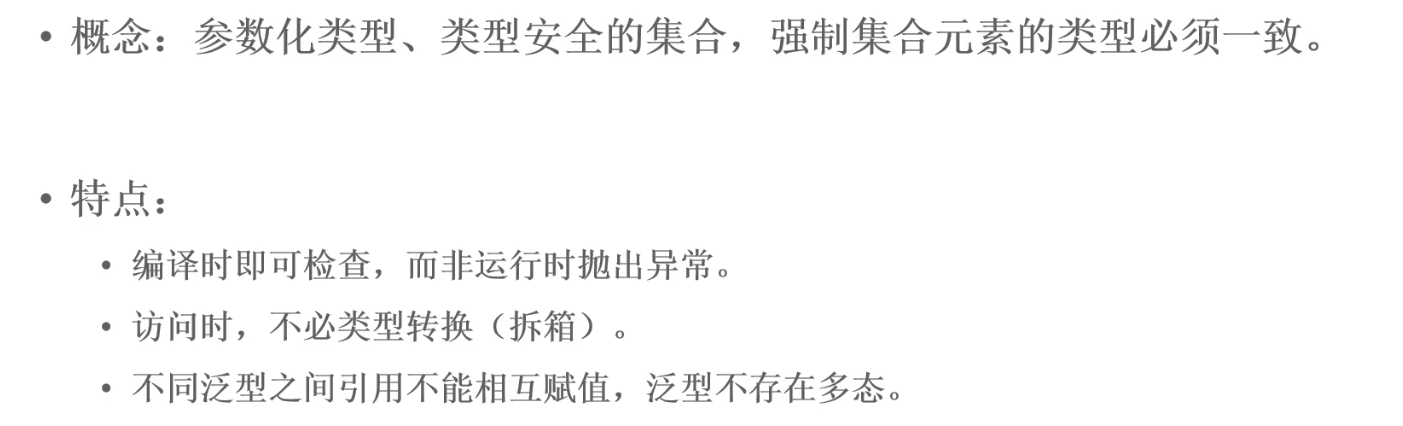 • 概念：参数化类型、类型安全的集合，强制集合元素的类型必须一致。
• 特点：
• 编译时即可检查，而非运行时抛出异常。
• 访问时，不必类型转换（拆箱）。
• 不同泛型之间引用不能相互赋值，泛型不存在多态。